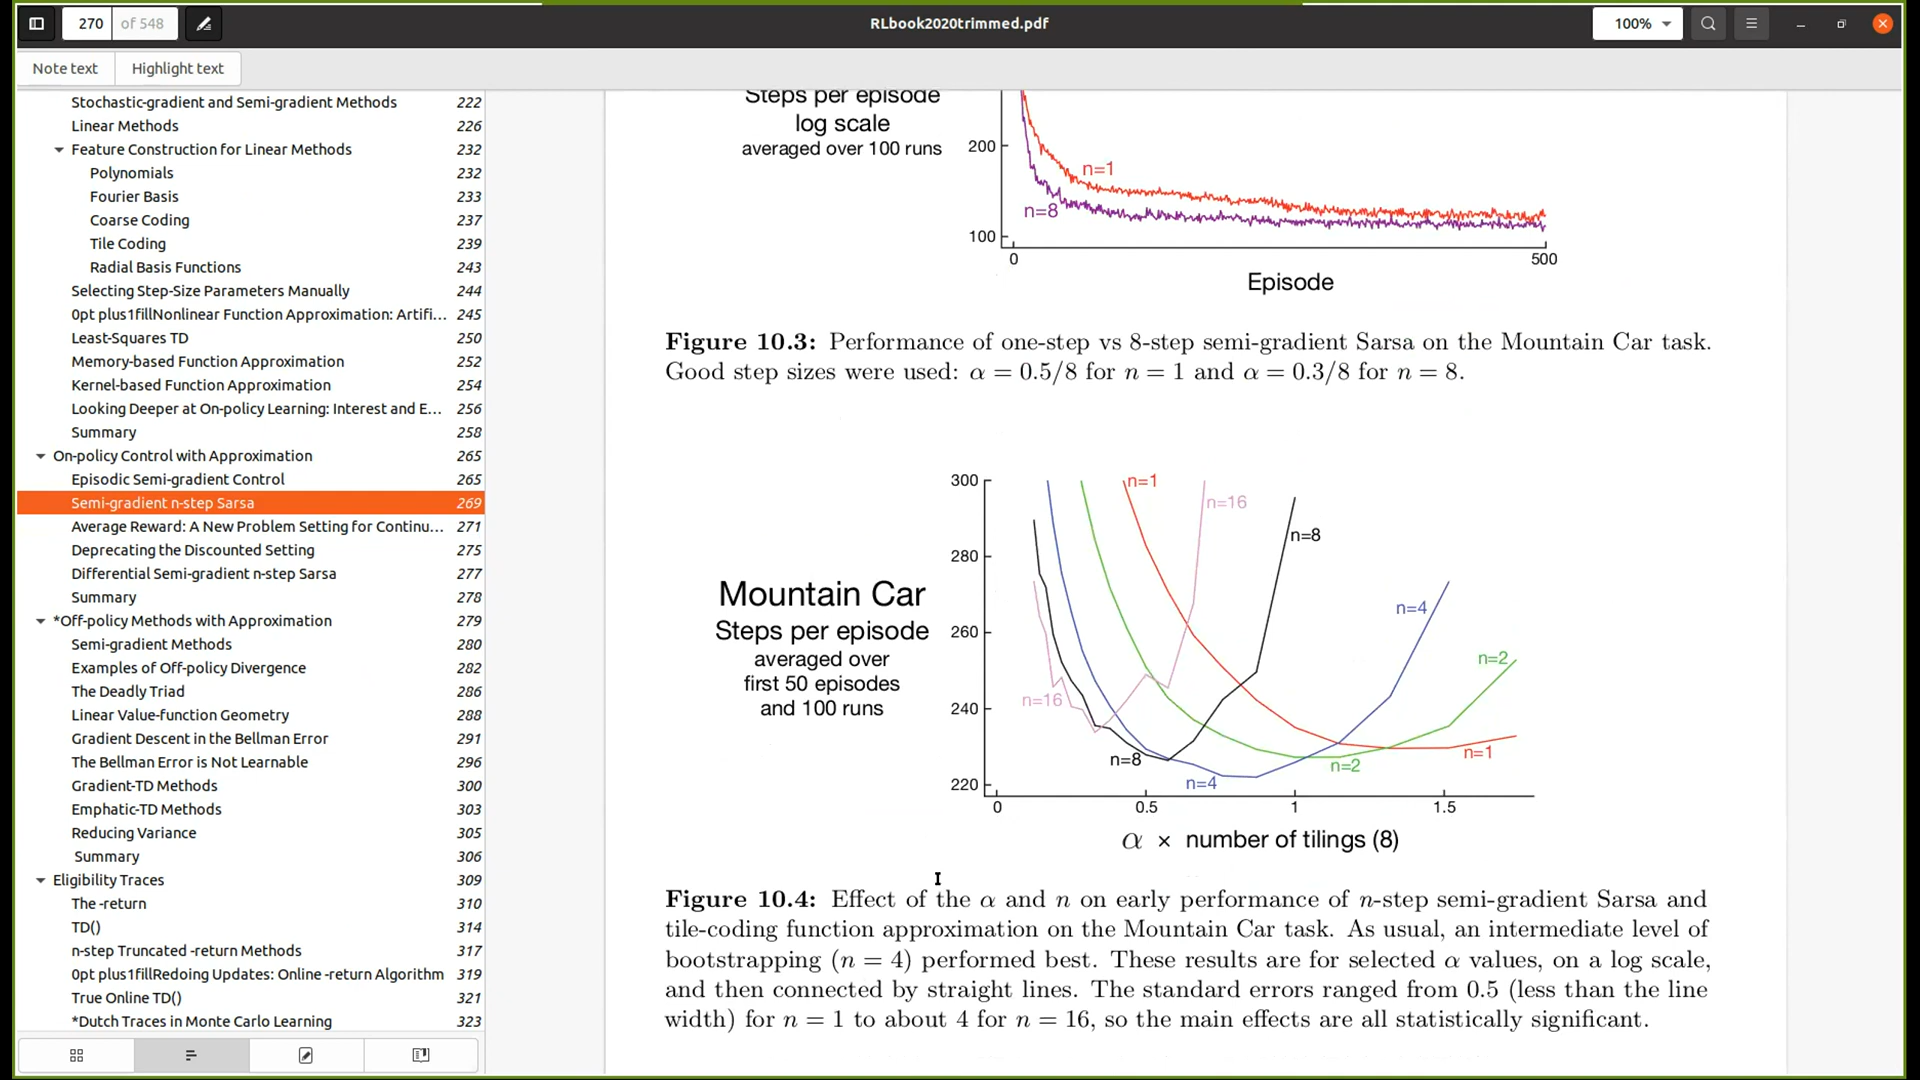 270 of 548
RLbook2020trimmed.pdf
100%
Note text
Highlight text
Stochastic-gradient and Semi-gradient Methods 222
Linear Methods 226
Feature Construction for Linear Methods 232
Polynomials 232
Fourier Basis 233
Coarse Coding 237
Tile Coding 239
Radial Basis Functions 243
Selecting Step-Size Parameters Manually 244
0pt plus1fillNonlinear Function Approximation: Artifi... 245
Least-Squares TD 250
Memory-based Function Approximation 252
Kernel-based Function Approximation 254
Looking Deeper at On-policy Learning: Interest and E... 256
Summary 258
On-policy Control with Approximation 265
Episodic Semi-gradient Control 265
Semi-gradient n-step Sarsa 269
Average Reward: A New Problem Setting for Continu... 271
Deprecating the Discounted Setting 275
Differential Semi-gradient n-step Sarsa 277
Summary 278
*Off-policy Methods with Approximation 279
Semi-gradient Methods 280
Examples of Off-policy Divergence 282
The Deadly Triad 286
Linear Value-function Geometry 288
Gradient Descent in the Bellman Error 291
The Bellman Error is Not Learnable 296
Gradient-TD Methods 300
Emphatic-TD Methods 303
Reducing Variance 305
Summary 306
Eligibility Traces 309
The -return 310
TD() 314
n-step Truncated -return Methods 317
0pt plus1fillRedoing Updates: Online -return Algorithm 319
True Online TD() 321
*Dutch Traces in Monte Carlo Learning 323
Steps per episode
log scale
averaged over 100 runs
200
100
n=1
n=8
0
500
Episode
Figure 10.3: Performance of one-step vs 8-step semi-gradient Sarsa on the Mountain Car task.
Good step sizes were used: α = 0.5/8 for n = 1 and α = 0.3/8 for n = 8.
Mountain Car
Steps per episode
averaged over
first 50 episodes
and 100 runs
300
280
260
240
220
n=1
n=16
n=8
n=4
n=2
n=16
n=8
n=4
n=2
n=1
0
0.5
1
1.5
α × number of tilings (8)
Figure 10.4: Effect of the α and n on early performance of n-step semi-gradient Sarsa and
tile-coding function approximation on the Mountain Car task. As usual, an intermediate level of
bootstrapping (n = 4) performed best. These results are for selected α values, on a log scale,
and then connected by straight lines. The standard errors ranged from 0.5 (less than the line
width) for n = 1 to about 4 for n = 16, so the main effects are all statistically significant.